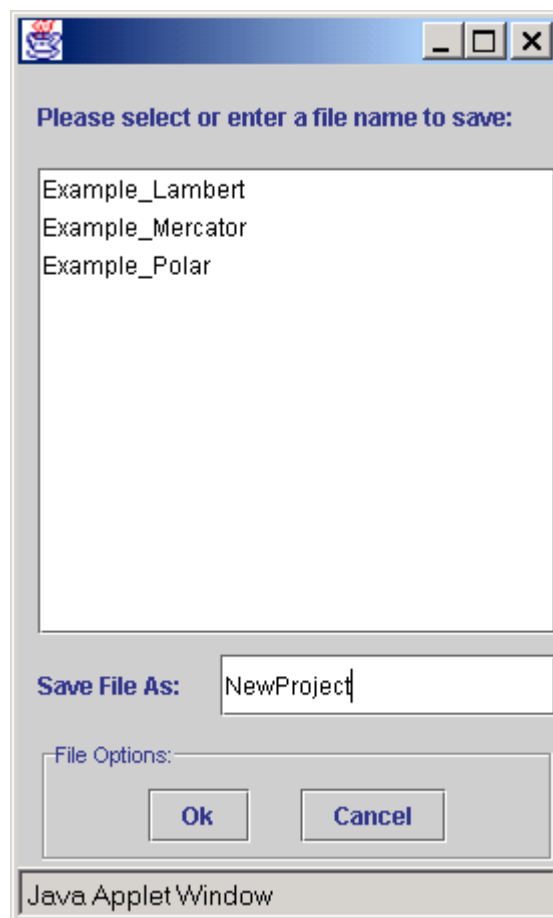 Please select or enter a file name to save:
Example_Lambert
Example_Mercator
Example_Polar
Save File As: NewProject
File Options:
Ok Cancel
Java Applet Window